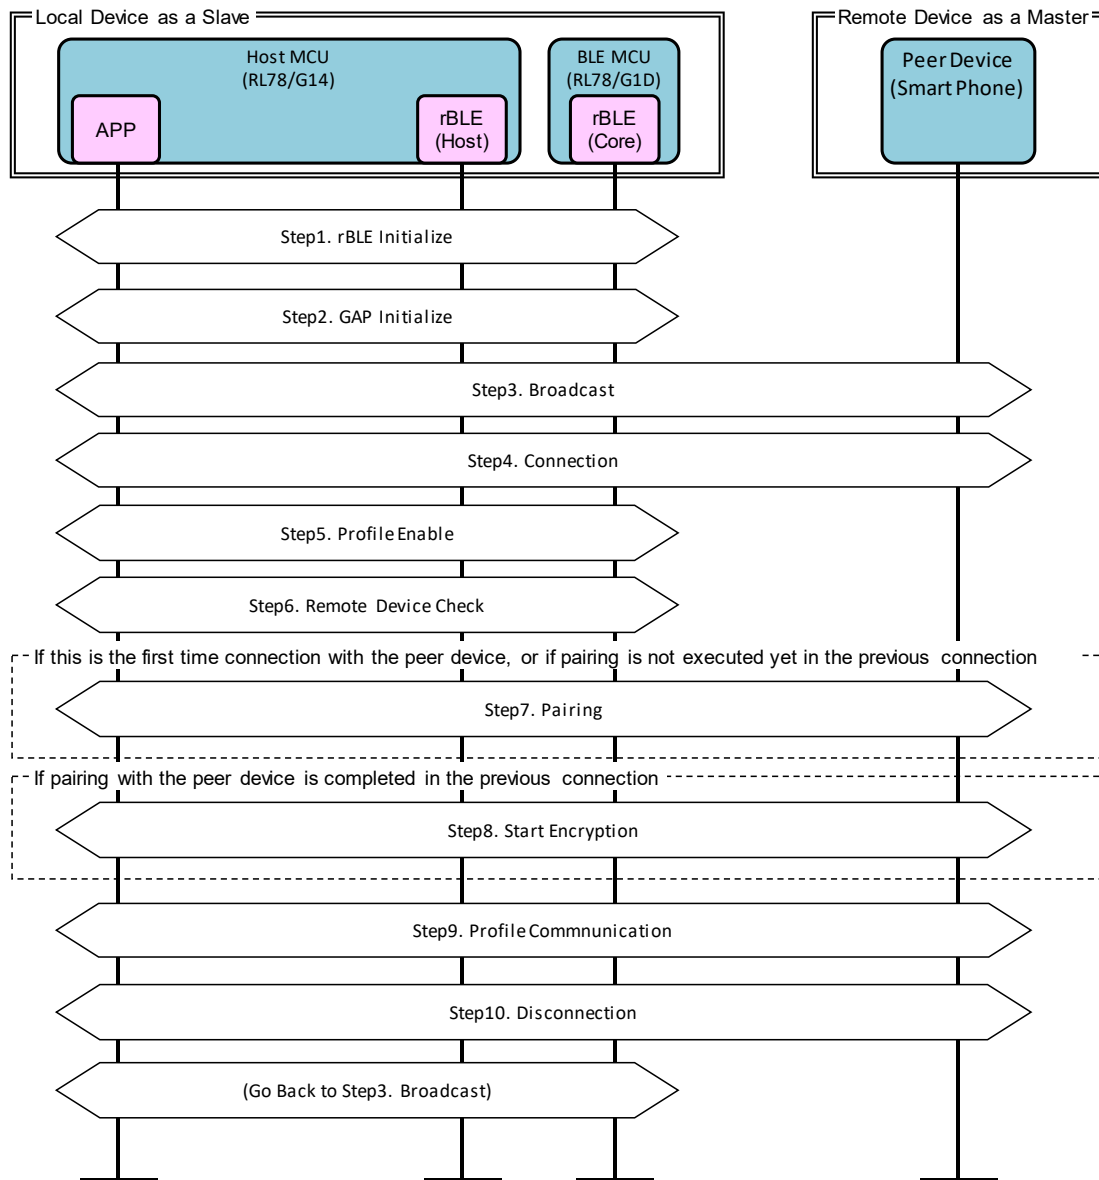 Local Device as a Slave
Remote Device as a Master
Host MCU
(RL78/G14)
BLE MCU
(RL78/G1D)
Peer Device
(Smart Phone)
APP
rBLE
(Host)
rBLE
(Core)
Step1. rBLE Initialize
Step2. GAP Initialize
Step3. Broadcast
Step4. Connection
Step5. Profile Enable
Step6. Remote Device Check
If this is the first time connection with the peer device, or if pairing is not executed yet in the previous connection
Step7. Pairing
If pairing with the peer device is completed in the previous connection
Step8. Start Encryption
Step9. Profile Commnunication
Step10. Disconnection
(Go Back to Step3. Broadcast)